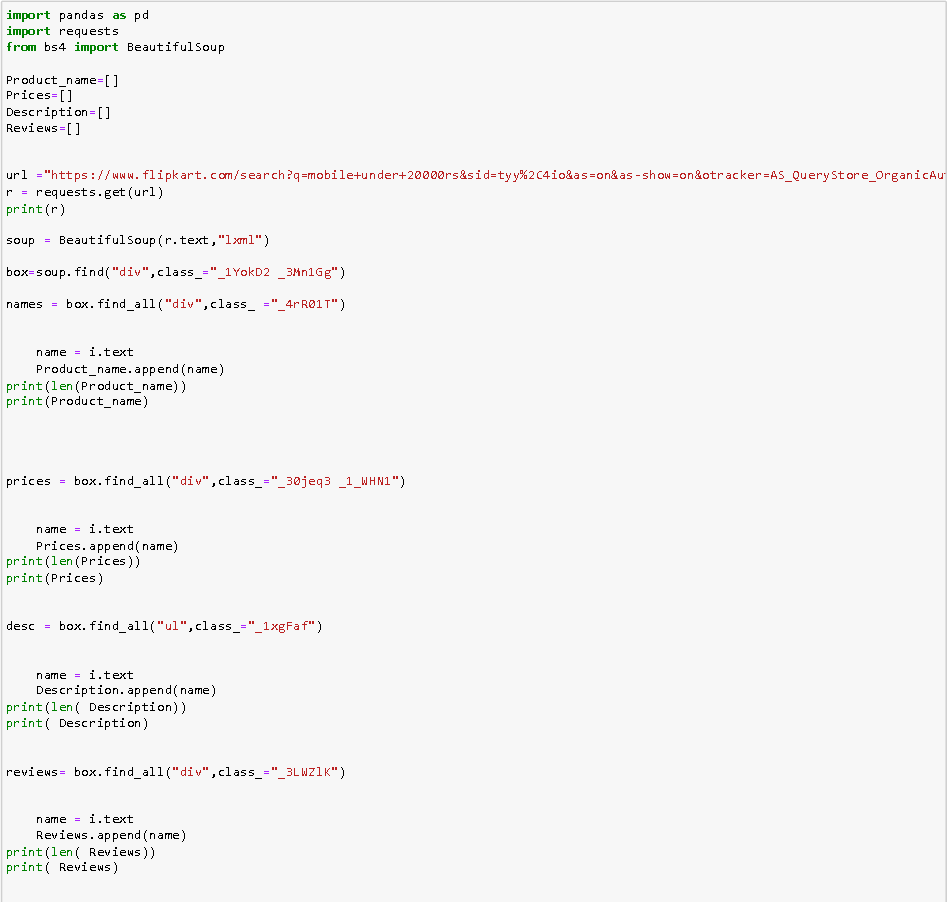 import pandas as pd
import requests
from bs4 import BeautifulSoup
Product_name=[]
Prices=[]
Description=[]
Reviews=[]
url ="https://www.flipkart.com/search?q=mobile+under+20000rs&sid=tyy%2C4io&as=on&as-show=on&otracker=AS_QueryStore_OrganicAu
r = requests.get(url)
print(r)
soup = BeautifulSoup(r.text,"lxml")
box=soup.find("div",class_="_1YokD2 _3Mn1Gg")
names = box.find_all("div",class_ ="_4rR01T")
    name = i.text
    Product_name.append(name)
print(len(Product_name))
print(Product_name)
prices = box.find_all("div",class_="_30jeq3 _1_WHN1")
    name = i.text
    Prices.append(name)
print(len(Prices))
print(Prices)
desc = box.find_all("ul",class_="_1xgFaf")
    name = i.text
    Description.append(name)
print(len( Description))
print( Description)
reviews= box.find_all("div",class_="_3LWZlK")
    name = i.text
    Reviews.append(name)
print(len( Reviews))
print( Reviews)